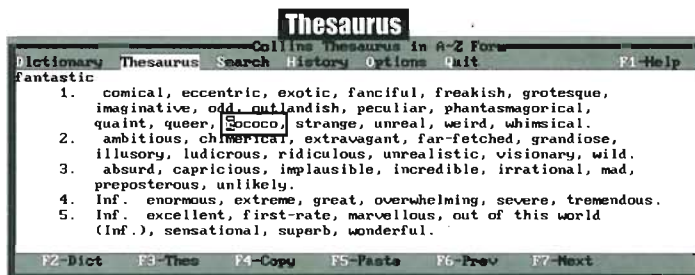 Thesaurus
Collins Thesaurus in A-Z Form
Dictionary Thesaurus Search History Options Quit F1-Help
fantastic
1. comical, eccentric, exotic, fanciful, freakish, grotesque,
imaginative, odd, outlandish, peculiar, phantasmagorical,
quaint, queer, rococo, strange, unreal, weird, whimsical.
2. ambitious, chimerical, extravagant, far-fetched, grandiose,
illusory, ludicrous, ridiculous, unrealistic, visionary, wild.
3. absurd, capricious, implausible, incredible, irrational, mad,
preposterous, unlikely.
4. Inf. enormous, extreme, great, overwhelming, severe, tremendous.
5. Inf. excellent, first-rate, marvellous, out of this world
(Inf.), sensational, superb, wonderful.
F2-Dict F3-Thes F4-Copy F5-Paste F6-Prev F7-Next